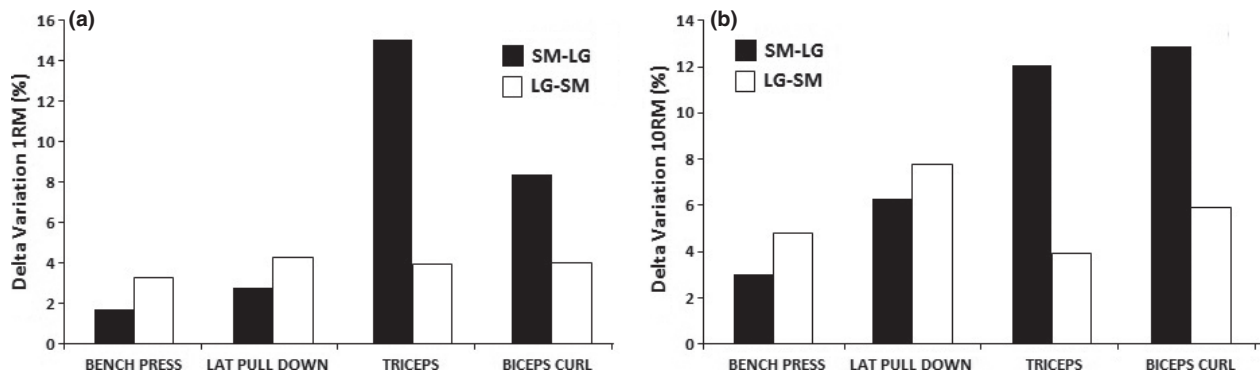 (a)
Delta Variation 1RM (%)
16
14
12
10
8
6
4
2
0
SM-LG
LG-SM
BENCH PRESS LAT PULL DOWN TRICEPS BICEPS CURL
(b)
Delta Variation 10RM (%)
14
12
10
8
6
4
2
0
SM-LG
LG-SM
BENCH PRESS LAT PULL DOWN TRICEPS BICEPS CURL